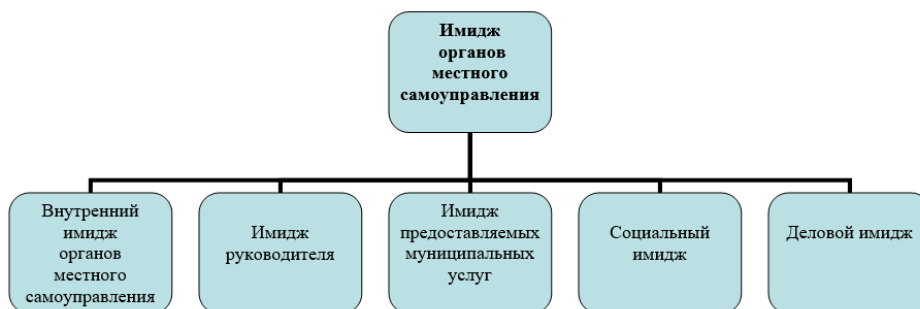 Имидж
органов
местного
самоуправления
Внутренний
имидж
органов
местного
самоуправления
Имидж
руководителя
Имидж
предоставляемых
муниципальных
услуг
Социальный
имидж
Деловой имидж